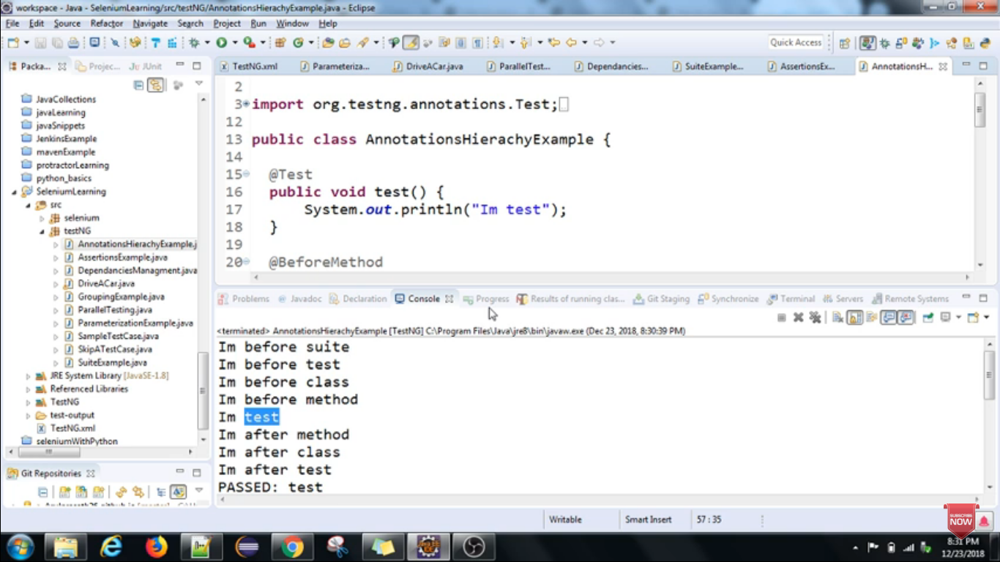 workspace - Java - SeleniumLearning/src/testNG/AnnotationsHierachyExample.java - Eclipse
File Edit Source Refactor Navigate Search Project Run Window Help
Quick Access
Packa... Projec... JUnit
TestNG.xml Parameteriza... DriveACar.java ParallelTest... Dependancies... SuiteExample... AssertionsEx... AnnotationsH...
JavaCollections
javaLearning
javaSnippets
JenkinsExample
mavenExample
protractorLearning
python_basics
SeleniumLearning
src
selenium
testNG
AnnotationsHierachyExample.j
AssertionsExample.java
DependanciesManagment.java
DriveACar.java
GroupingExample.java
ParallelTesting.java
ParameterizationExample.java
SampleTestCase.java
SkipATestCase.java
SuiteExample.java
JRE System Library [JavaSE-1.8]
Referenced Libraries
TestNG
test-output
TestNG.xml
seleniumWithPython
Git Repositories
2
3 import org.testng.annotations.Test;
12
13 public class AnnotationsHierachyExample {
14
15 @Test
16 public void test() {
17 System.out.println("Im test");
18 }
19
20 @BeforeMethod
Problems Javadoc Declaration Console Progress Results of running clas... Git Staging Synchronize Terminal Servers Remote Systems
<terminated> AnnotationsHierachyExample [TestNG] C:\Program Files\Java\jre8\bin\javaw.exe (Dec 23, 2018, 8:30:39 PM)
Im before suite
Im before test
Im before class
Im before method
Im test
Im after method
Im after class
Im after test
PASSED: test
Writable Smart Insert 57 : 35
SUBSCRIBE
NOW
8:31 PM
12/23/2018